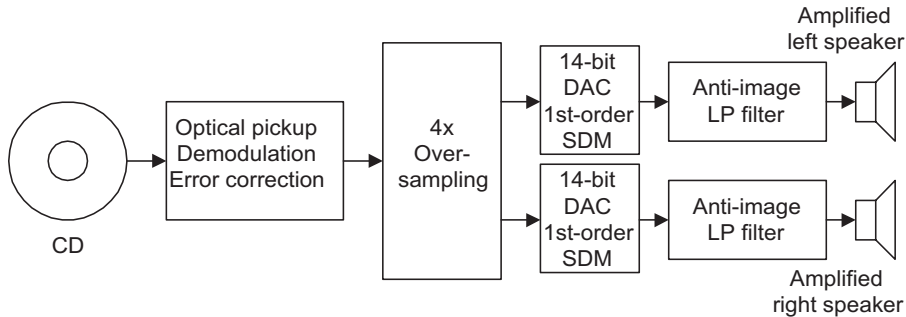 CD
Optical pickup
Demodulation
Error correction
4x
Over-
sampling
14-bit
DAC
1st-order
SDM
Anti-image
LP filter
Amplified
left speaker
14-bit
DAC
1st-order
SDM
Anti-image
LP filter
Amplified
right speaker